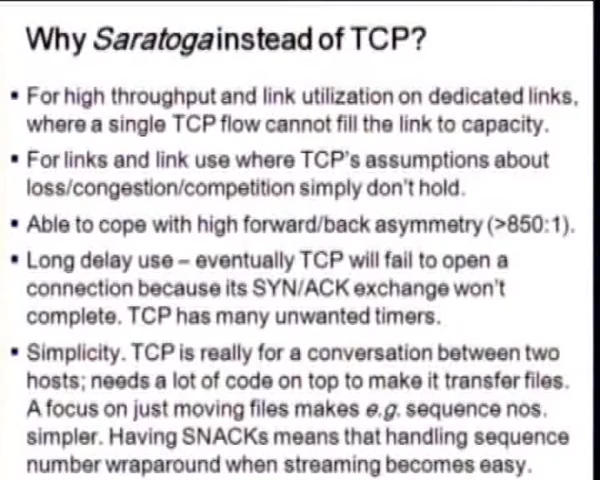 Why Saratoga instead of TCP?
▪ For high throughput and link utilization on dedicated links,
where a single TCP flow cannot fill the link to capacity.
▪ For links and link use where TCP's assumptions about
loss/congestion/competition simply don't hold.
▪ Able to cope with high forward/back asymmetry (>850:1).
▪ Long delay use – eventually TCP will fail to open a
connection because its SYN/ACK exchange won't
complete. TCP has many unwanted timers.
▪ Simplicity. TCP is really for a conversation between two
hosts; needs a lot of code on top to make it transfer files.
A focus on just moving files makes e.g. sequence nos.
simpler. Having SNACKs means that handling sequence
number wraparound when streaming becomes easy.